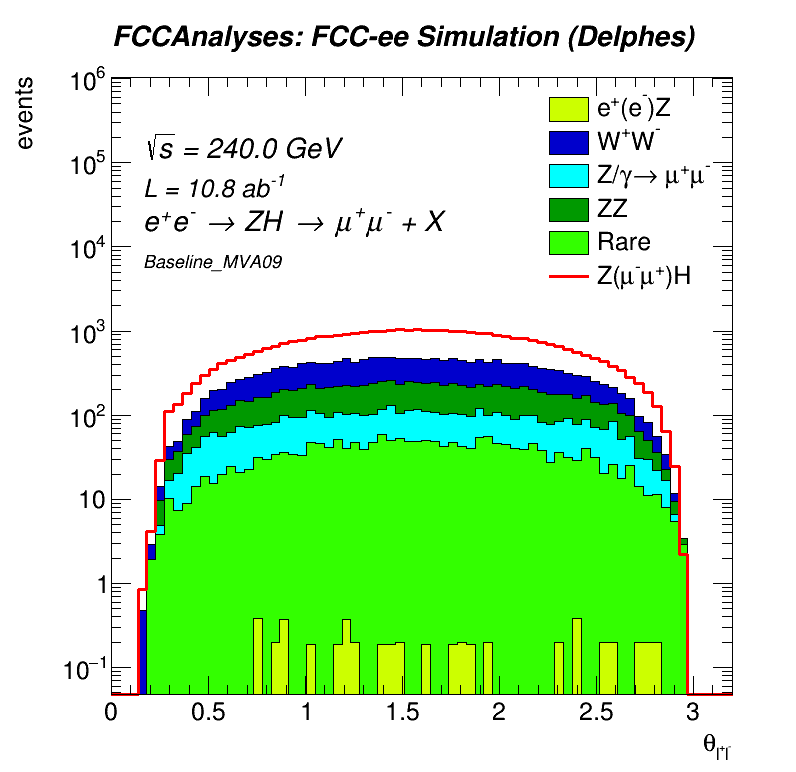 FCCAnalyses: FCC-ee Simulation (Delphes)
events
10⁶
10⁵
10⁴
10³
10²
10
1
10⁻¹
√s = 240.0 GeV
L = 10.8 ab⁻¹
e⁺e⁻ → ZH → μ⁺μ⁻ + X
Baseline_MVA09
e⁺(e⁻)Z
W⁺W⁻
Z/γ→ μ⁺μ⁻
ZZ
Rare
Z(μ⁻μ⁺)H
0 0.5 1 1.5 2 2.5 3
θ_l⁺l⁻